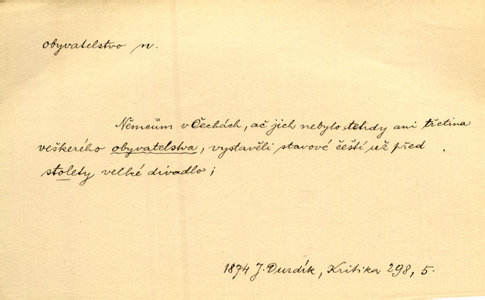 obyvatelstvo n.
Němcům v Čechách, ač jich nebylo tehdy ani třetina
veškerého obyvatelstva, vystavěli stavové čeští už před
stolety velké divadlo;
1874 J. Durdík, Kritika 298, 5.